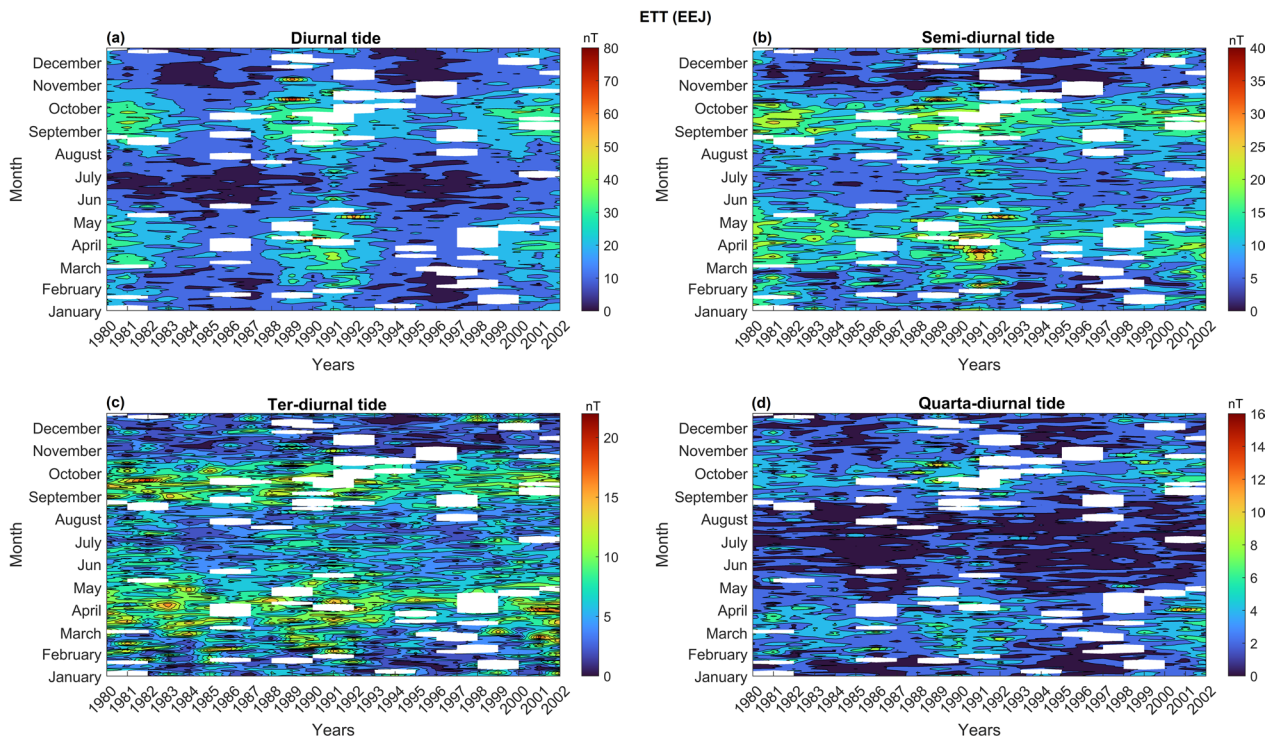 ETT (EEJ)
(a) Diurnal tide nT
December
November
October
September
August
July
Jun
May
April
March
February
January
Month
80
70
60
50
40
30
20
10
0
1980 1981 1982 1983 1984 1985 1986 1987 1988 1989 1990 1991 1992 1993 1994 1995 1996 1997 1998 1999 2000 2001 2002
Years
(b) Semi-diurnal tide nT
December
November
October
September
August
July
Jun
May
April
March
February
January
Month
40
35
30
25
20
15
10
5
0
1980 1981 1982 1983 1984 1985 1986 1987 1988 1989 1990 1991 1992 1993 1994 1995 1996 1997 1998 1999 2000 2001 2002
Years
(c) Ter-diurnal tide nT
December
November
October
September
August
July
Jun
May
April
March
February
January
Month
20
15
10
5
0
1980 1981 1982 1983 1984 1985 1986 1987 1988 1989 1990 1991 1992 1993 1994 1995 1996 1997 1998 1999 2000 2001 2002
Years
(d) Quarta-diurnal tide nT
December
November
October
September
August
July
Jun
May
April
March
February
January
Month
16
14
12
10
8
6
4
2
0
1980 1981 1982 1983 1984 1985 1986 1987 1988 1989 1990 1991 1992 1993 1994 1995 1996 1997 1998 1999 2000 2001 2002
Years